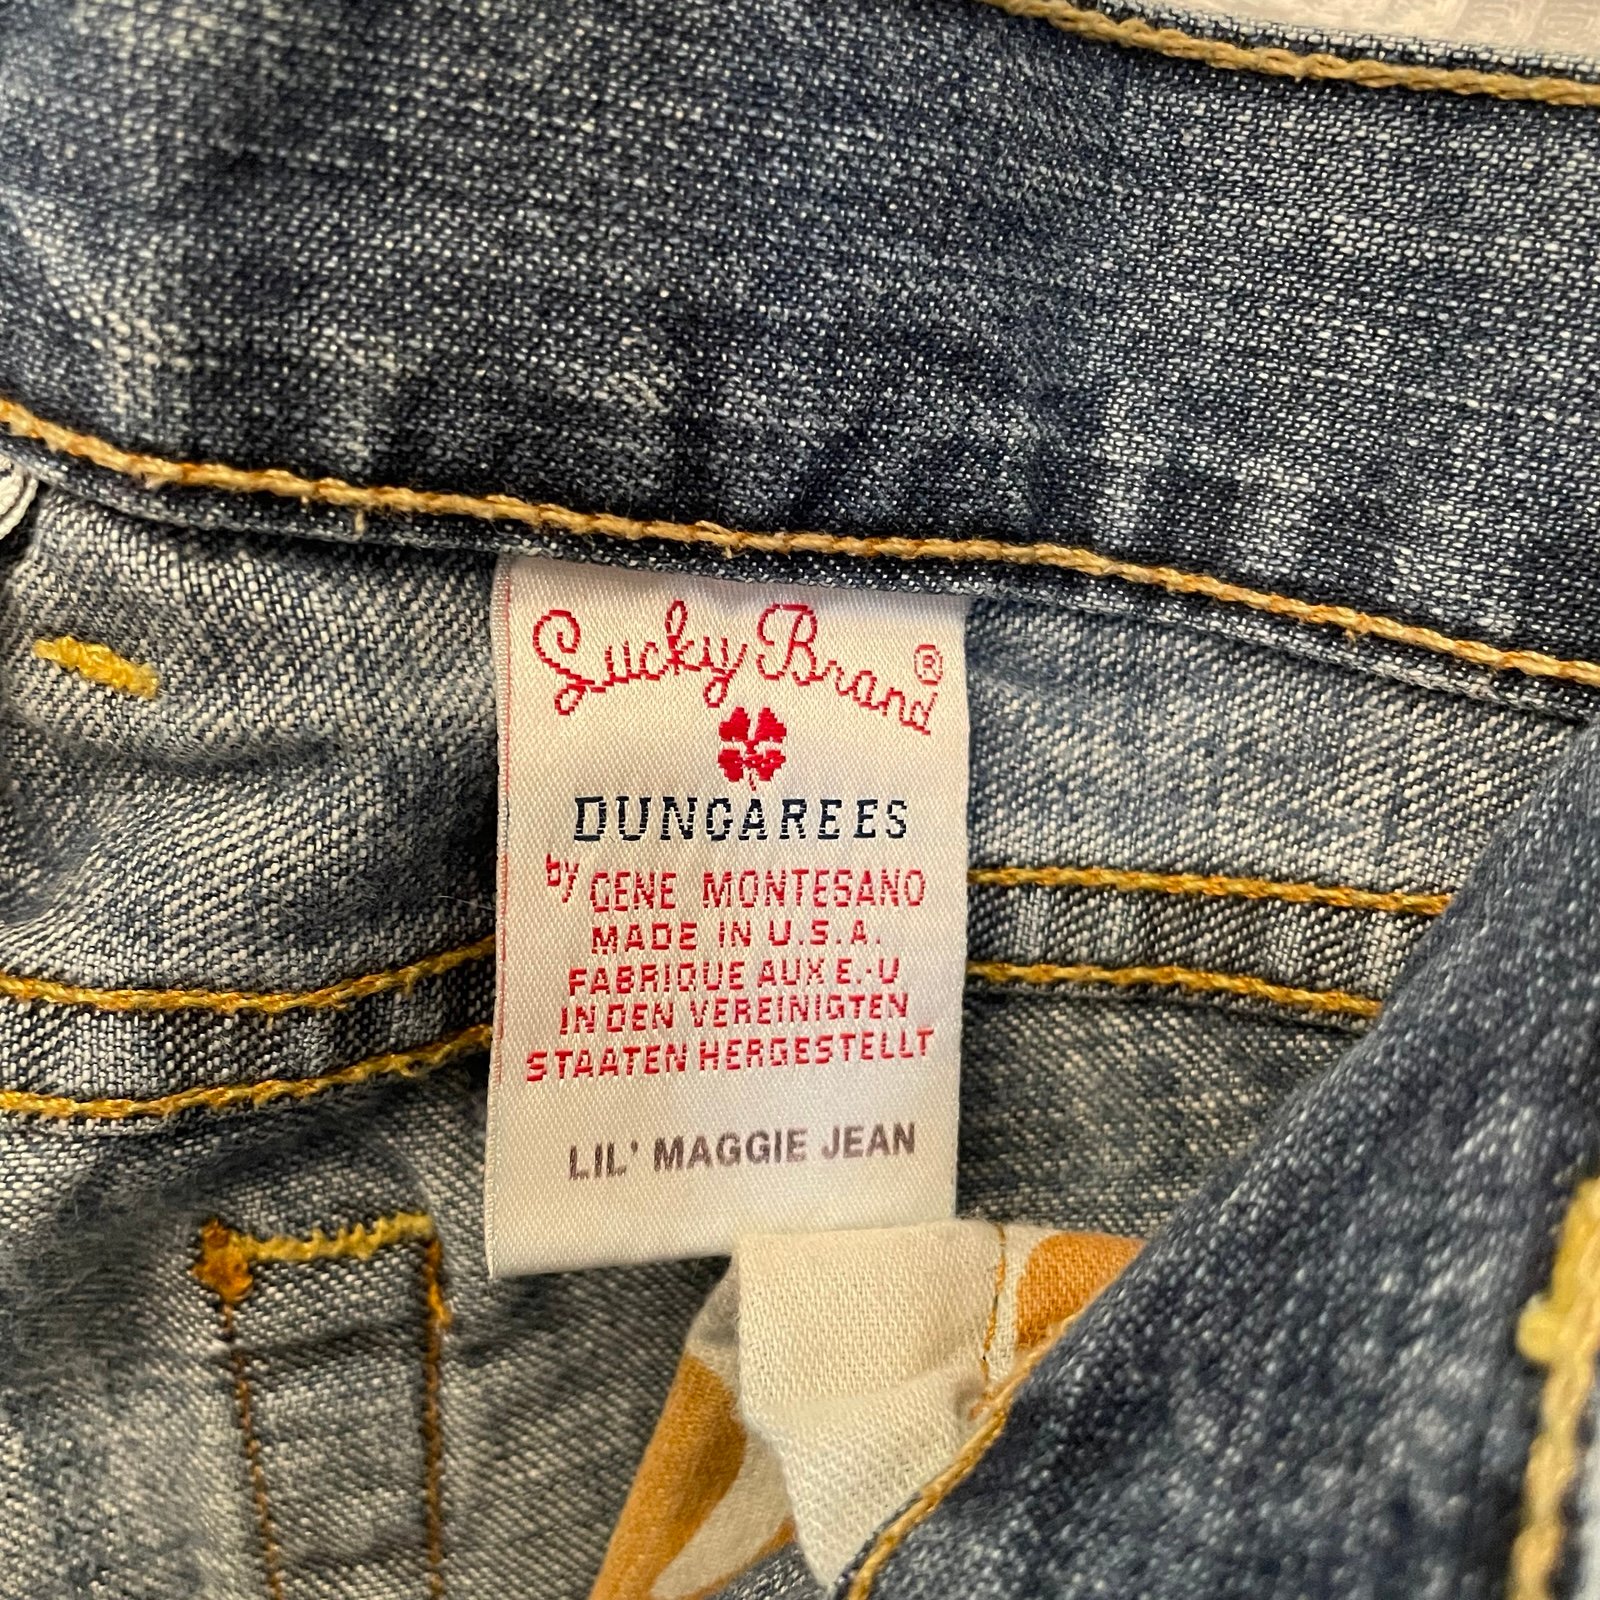 Lucky Brand®
DUNGAREES
by GENE MONTESANO
MADE IN U.S.A.
FABRIQUE AUX E.-U
IN DEN VEREINIGTEN
STAATEN HERGESTELLT
LIL' MAGGIE JEAN